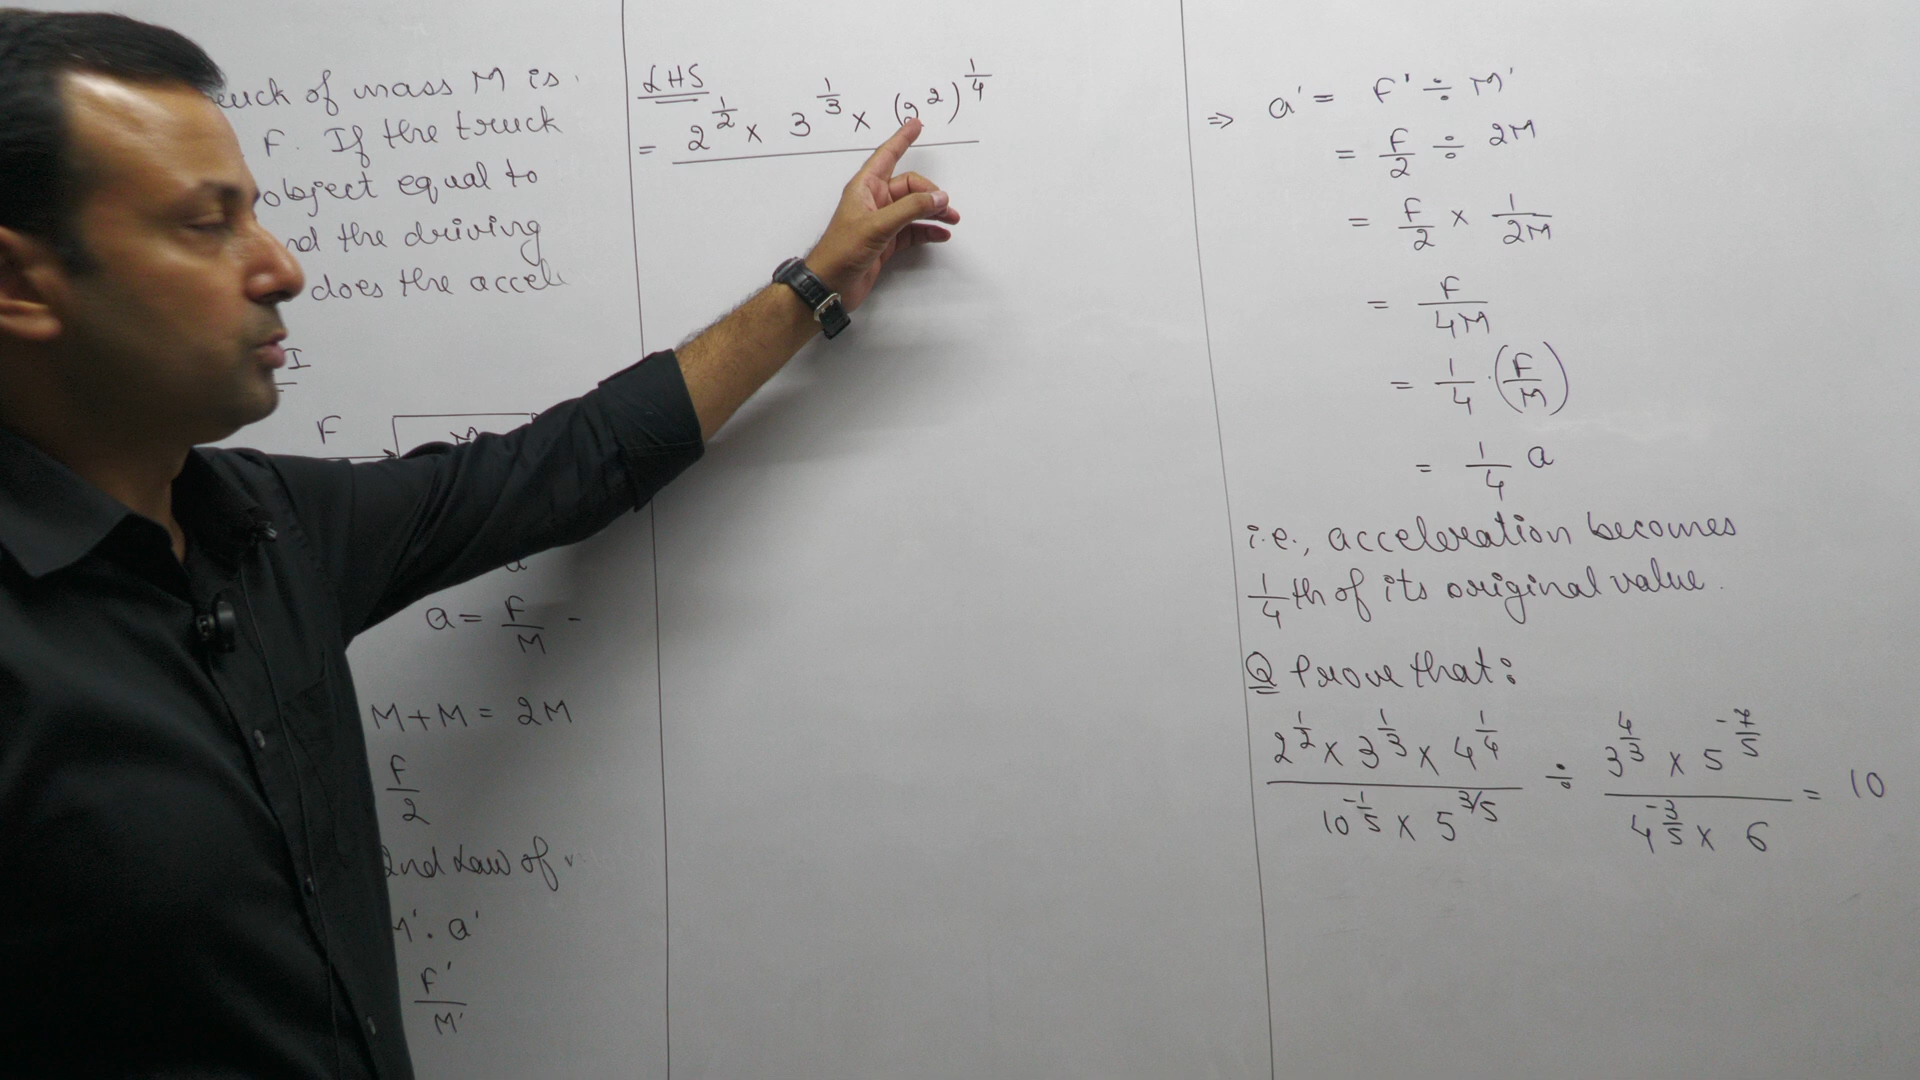 of mass M is
F. If the truck
object equal to
the driving
does the accel
I
F
M
a
a = F/M -
M + M = 2M
F/2
2nd Law of
M' . a'
F'/M'
LHS
= 2^(1/2) × 3^(1/3) × (2^2)^(1/4)
⇒ a' = F' ÷ M'
= F/2 ÷ 2M
= F/2 × 1/2M
= F/4M
= 1/4 . (F/M)
= 1/4 a
i.e., acceleration becomes
1/4 th of its original value.
Q Prove that:
(2^(1/2) × 3^(1/3) × 4^(1/4)) / (10^(-1/5) × 5^(3/5)) ÷ (3^(4/3) × 5^(-7/5)) / (4^(-3/5) × 6) = 10